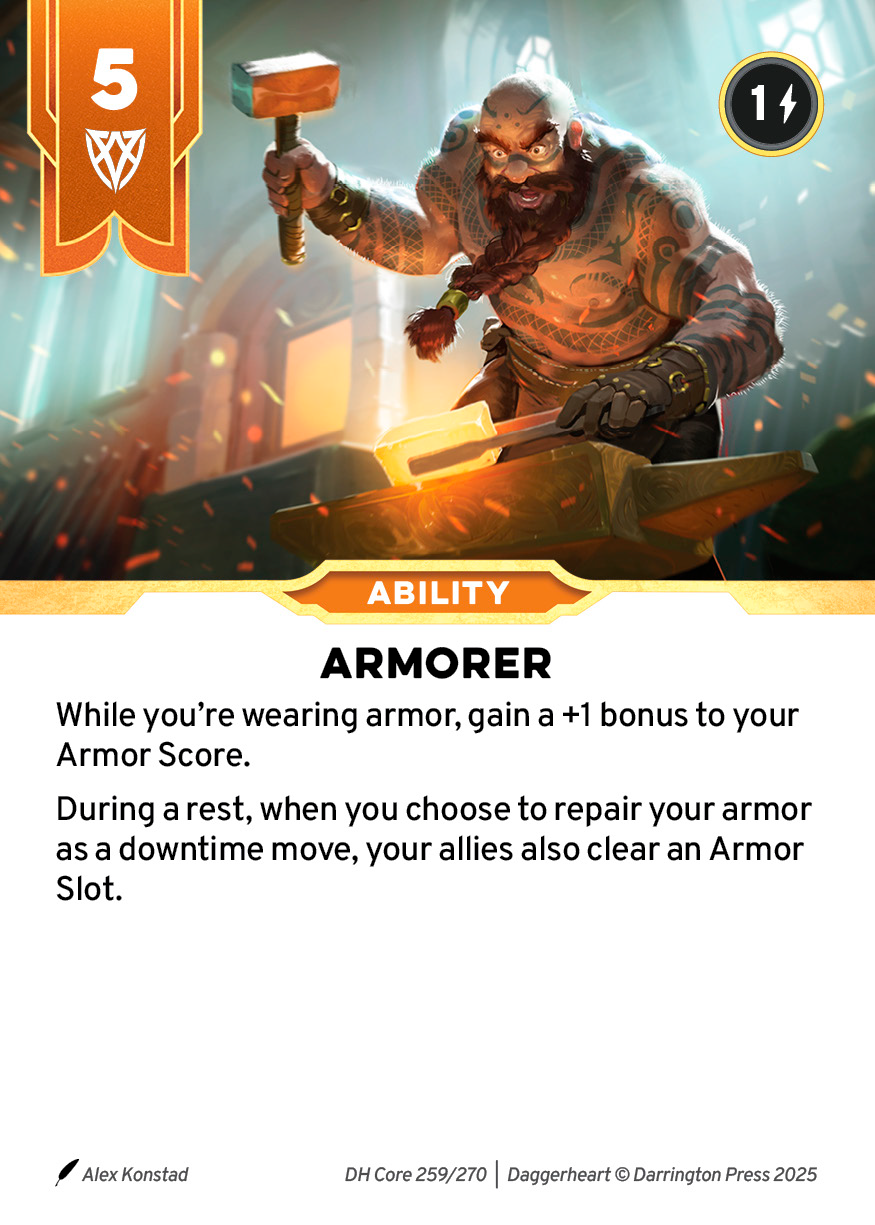 5
1
ABILITY
ARMORER
While you’re wearing armor, gain a +1 bonus to your
Armor Score.
During a rest, when you choose to repair your armor
as a downtime move, your allies also clear an Armor
Slot.
Alex Konstad
DH Core 259/270 | Daggerheart © Darrington Press 2025